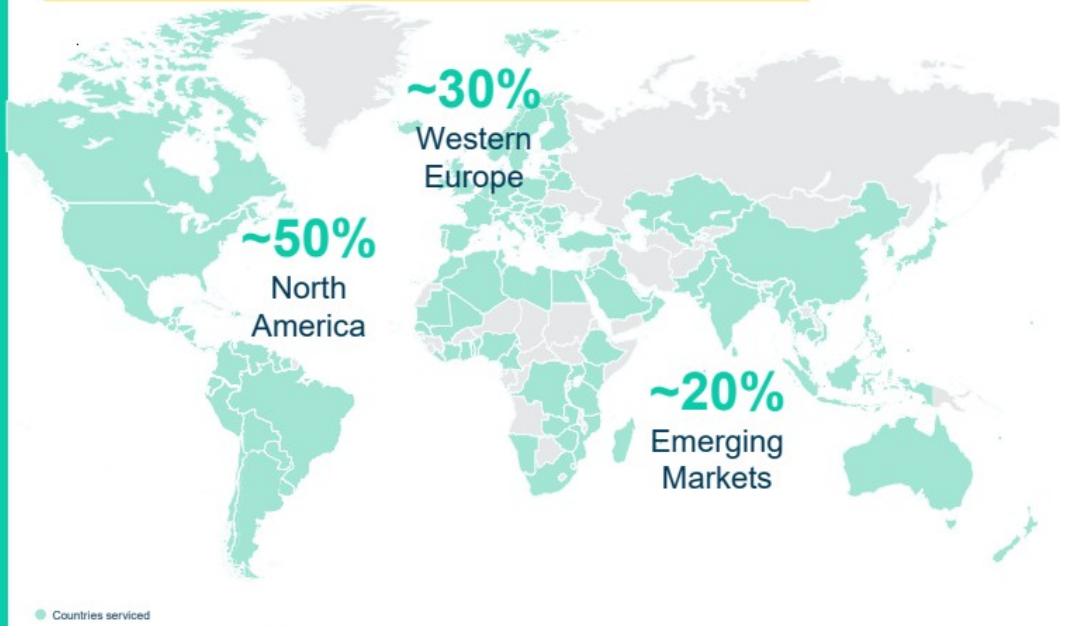 ~30%
Western
Europe
~50%
North
America
~20%
Emerging
Markets
Countries serviced